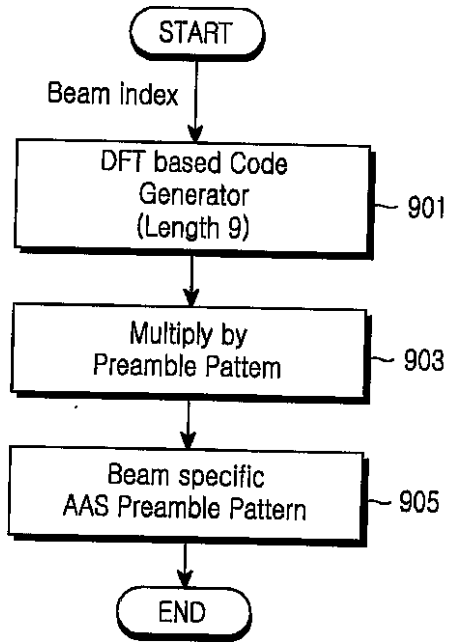 START
Beam index
DFT based Code
Generator
(Length 9)
901
Multiply by
Preamble Pattern
903
Beam specific
AAS Preamble Pattern
905
END